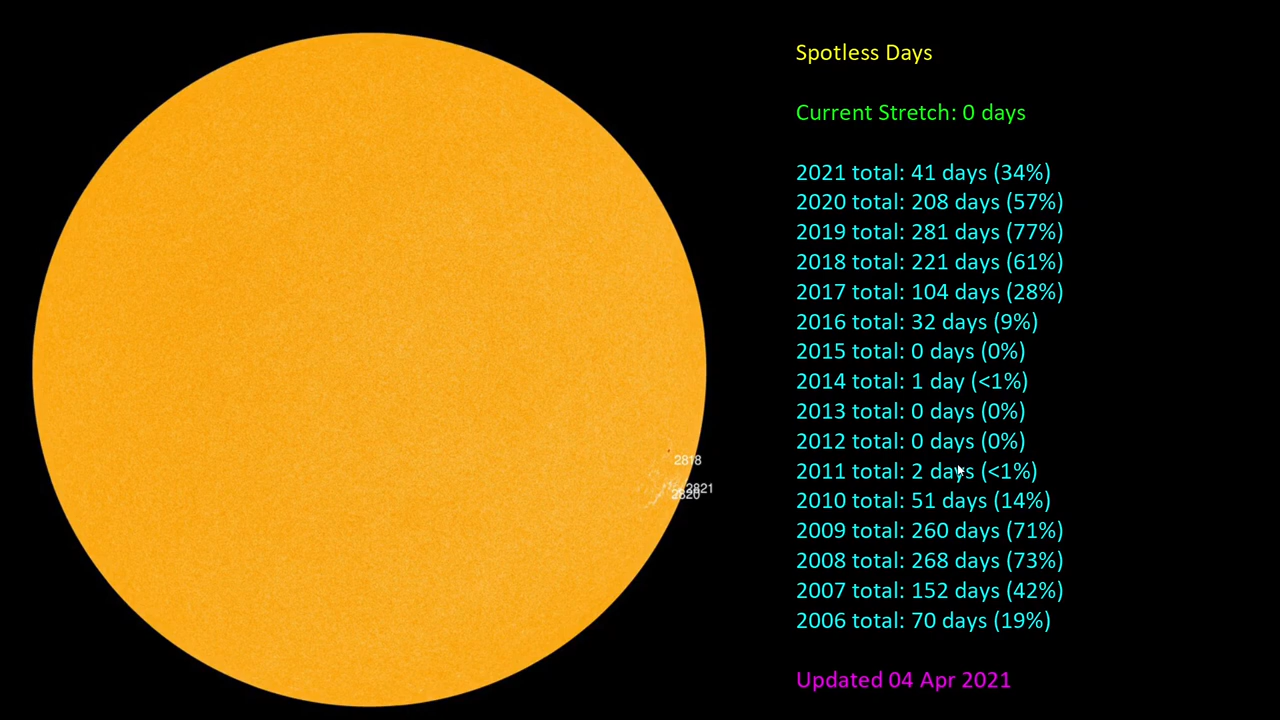 Spotless Days
Current Stretch: 0 days
2021 total: 41 days (34%)
2020 total: 208 days (57%)
2019 total: 281 days (77%)
2018 total: 221 days (61%)
2017 total: 104 days (28%)
2016 total: 32 days (9%)
2015 total: 0 days (0%)
2014 total: 1 day (<1%)
2013 total: 0 days (0%)
2012 total: 0 days (0%)
2011 total: 2 days (<1%)
2010 total: 51 days (14%)
2009 total: 260 days (71%)
2008 total: 268 days (73%)
2007 total: 152 days (42%)
2006 total: 70 days (19%)
Updated 04 Apr 2021
2818
2821
2820